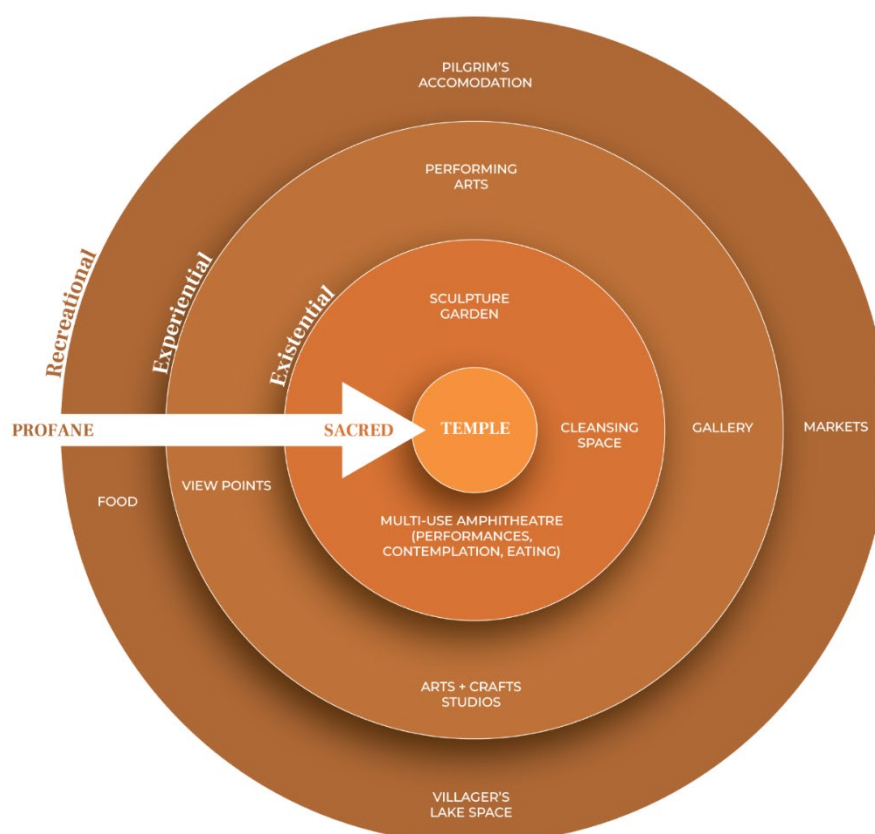 PILGRIM'S
ACCOMODATION
PERFORMING
ARTS
Recreational
Experiential
Existential
SCULPTURE
GARDEN
PROFANE
SACRED
TEMPLE
CLEANSING
SPACE
GALLERY
MARKETS
FOOD
VIEW POINTS
MULTI-USE AMPHITHEATRE
(PERFORMANCES,
CONTEMPLATION, EATING)
ARTS + CRAFTS
STUDIOS
VILLAGER'S
LAKE SPACE